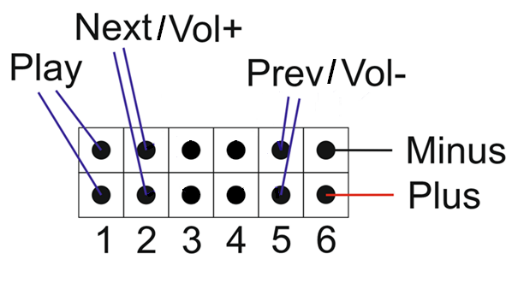 Next/Vol+
Play
Prev/Vol-
Minus
Plus
1 2 3 4 5 6